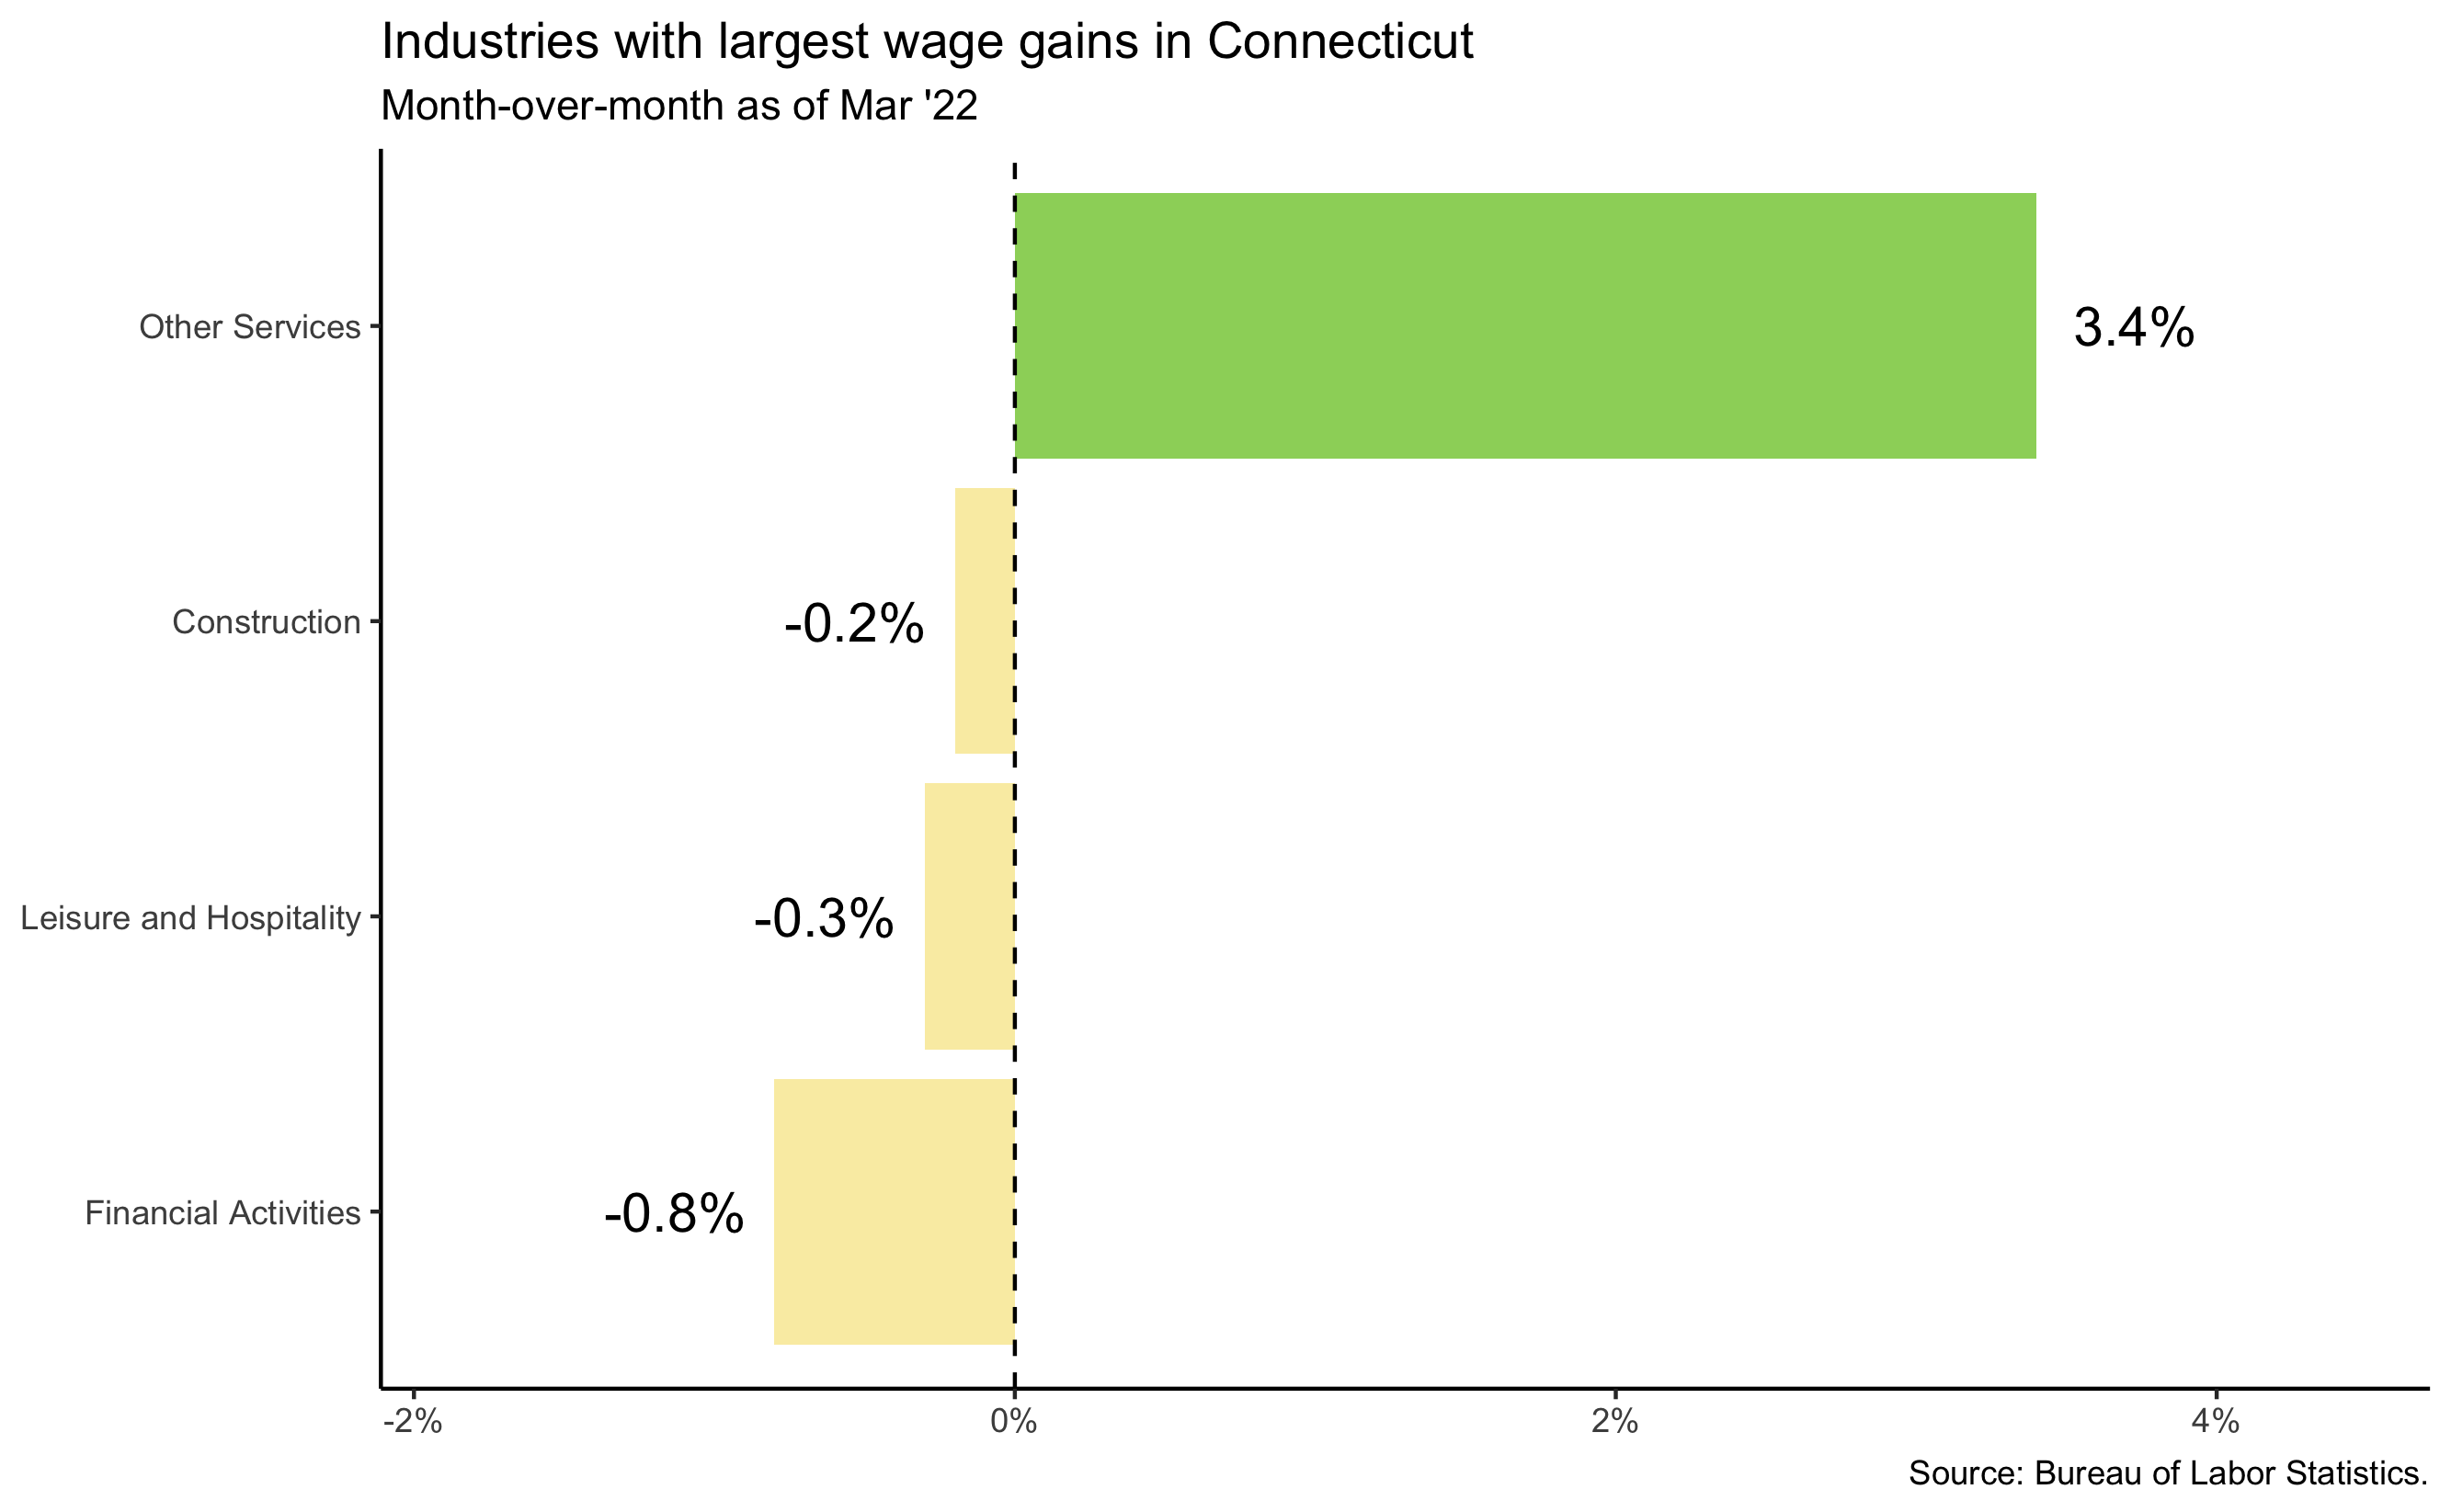 Industries with largest wage gains in Connecticut
Month-over-month as of Mar '22
Other Services
3.4%
Construction
-0.2%
Leisure and Hospitality
-0.3%
Financial Activities
-0.8%
-2%
0%
2%
4%
Source: Bureau of Labor Statistics.